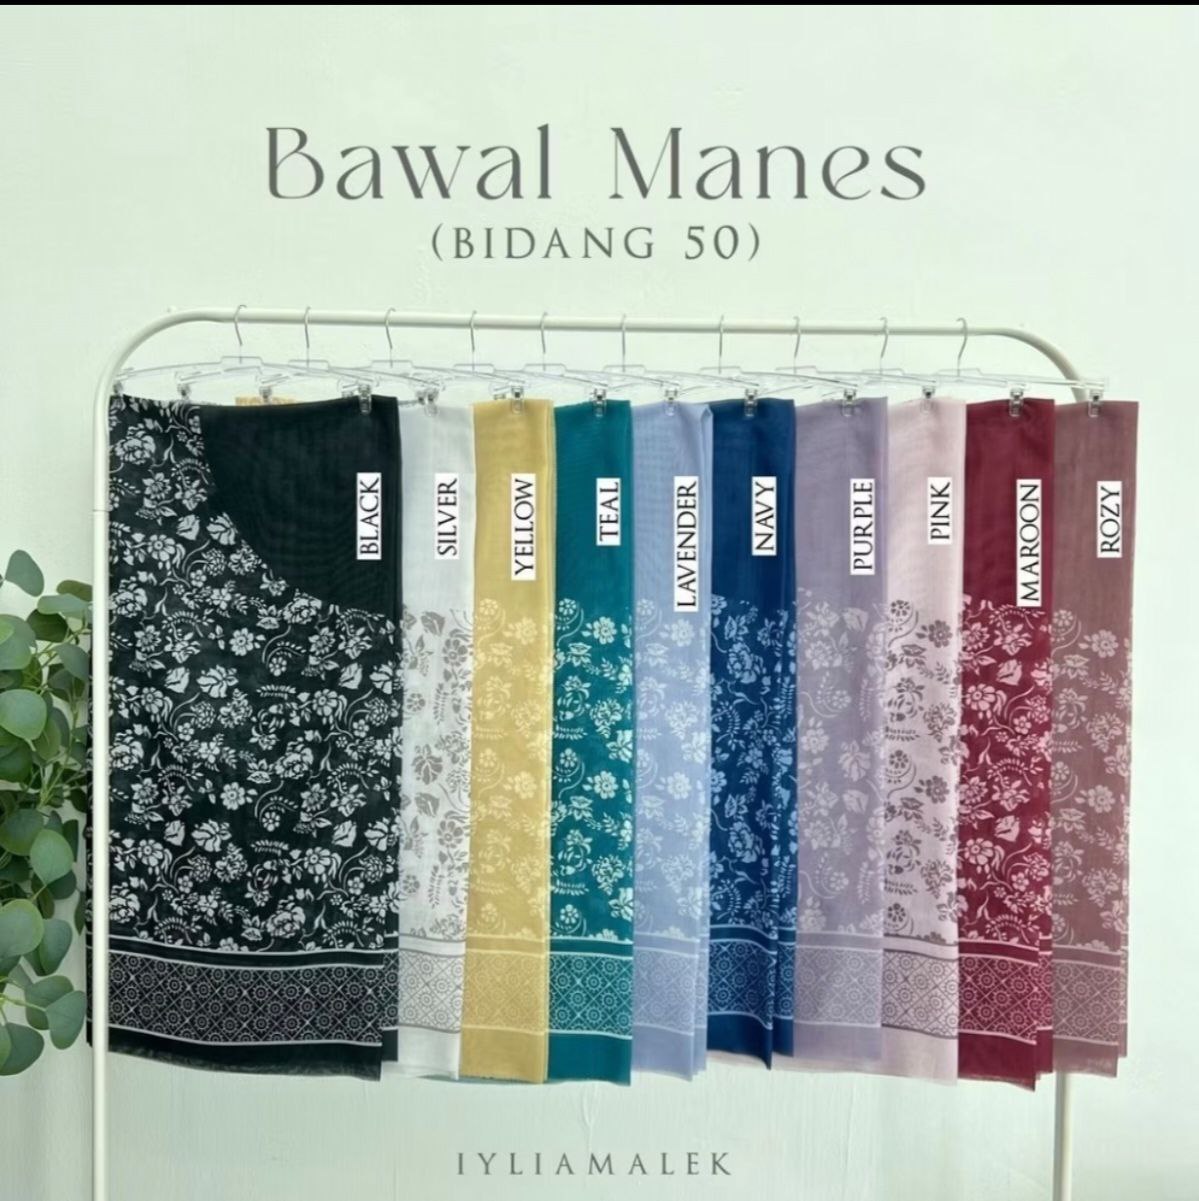 Bawal Manes
(BIDANG 50)
BLACK
SILVER
YELLOW
TEAL
LAVENDER
NAVY
PURPLE
PINK
MAROON
ROZY
IYLIAMALEK